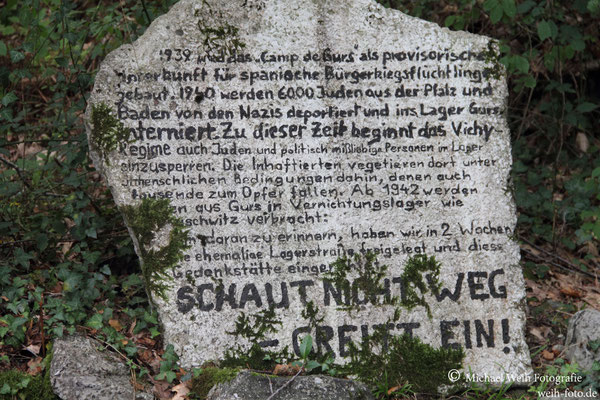 1939 wird das „Camp de Gurs" als provisorische
Unterkunft für spanische Bürgerkiegsflüchtlinge
gebaut. 1940 werden 6000 Juden aus der Pfalz und
Baden von den Nazis deportiert und ins Lager Gurs
interniert. Zu dieser Zeit beginnt das Vichy-
Regime auch Juden und politisch mißliebige Personen im Lager
einzusperren. Die Inhaftierten vegetieren dort unter
unmenschlichen Bedingungen dahin, denen auch
Tausende zum Opfer fallen. Ab 1942 werden
aus Gurs in Vernichtungslager wie
Auschwitz verbracht:
daran zu erinnern, haben wir in 2 Wochen
ehemalige Lagerstraße freigelegt und diese
Gedenkstätte
SCHAUT NICHT WEG
- GREIFT EIN!
© Michael Weih Fotografie
weih-foto.de